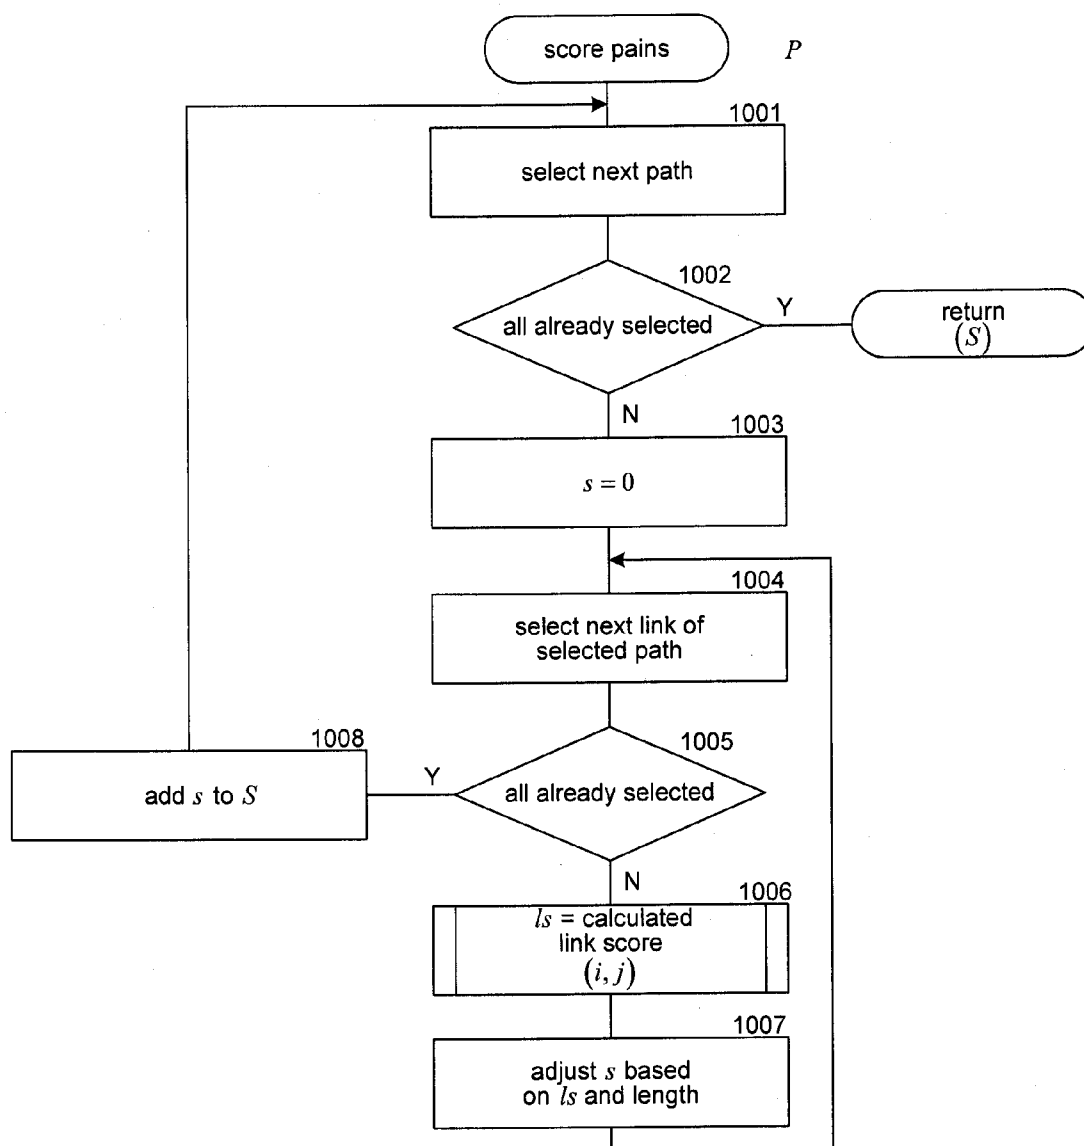 score pains
P
1001
select next path
1002
all already selected
Y
return
(S)
N
1003
s = 0
1004
select next link of
selected path
1005
all already selected
Y
1008
add s to S
N
1006
ls = calculated
link score
(i, j)
1007
adjust s based
on ls and length